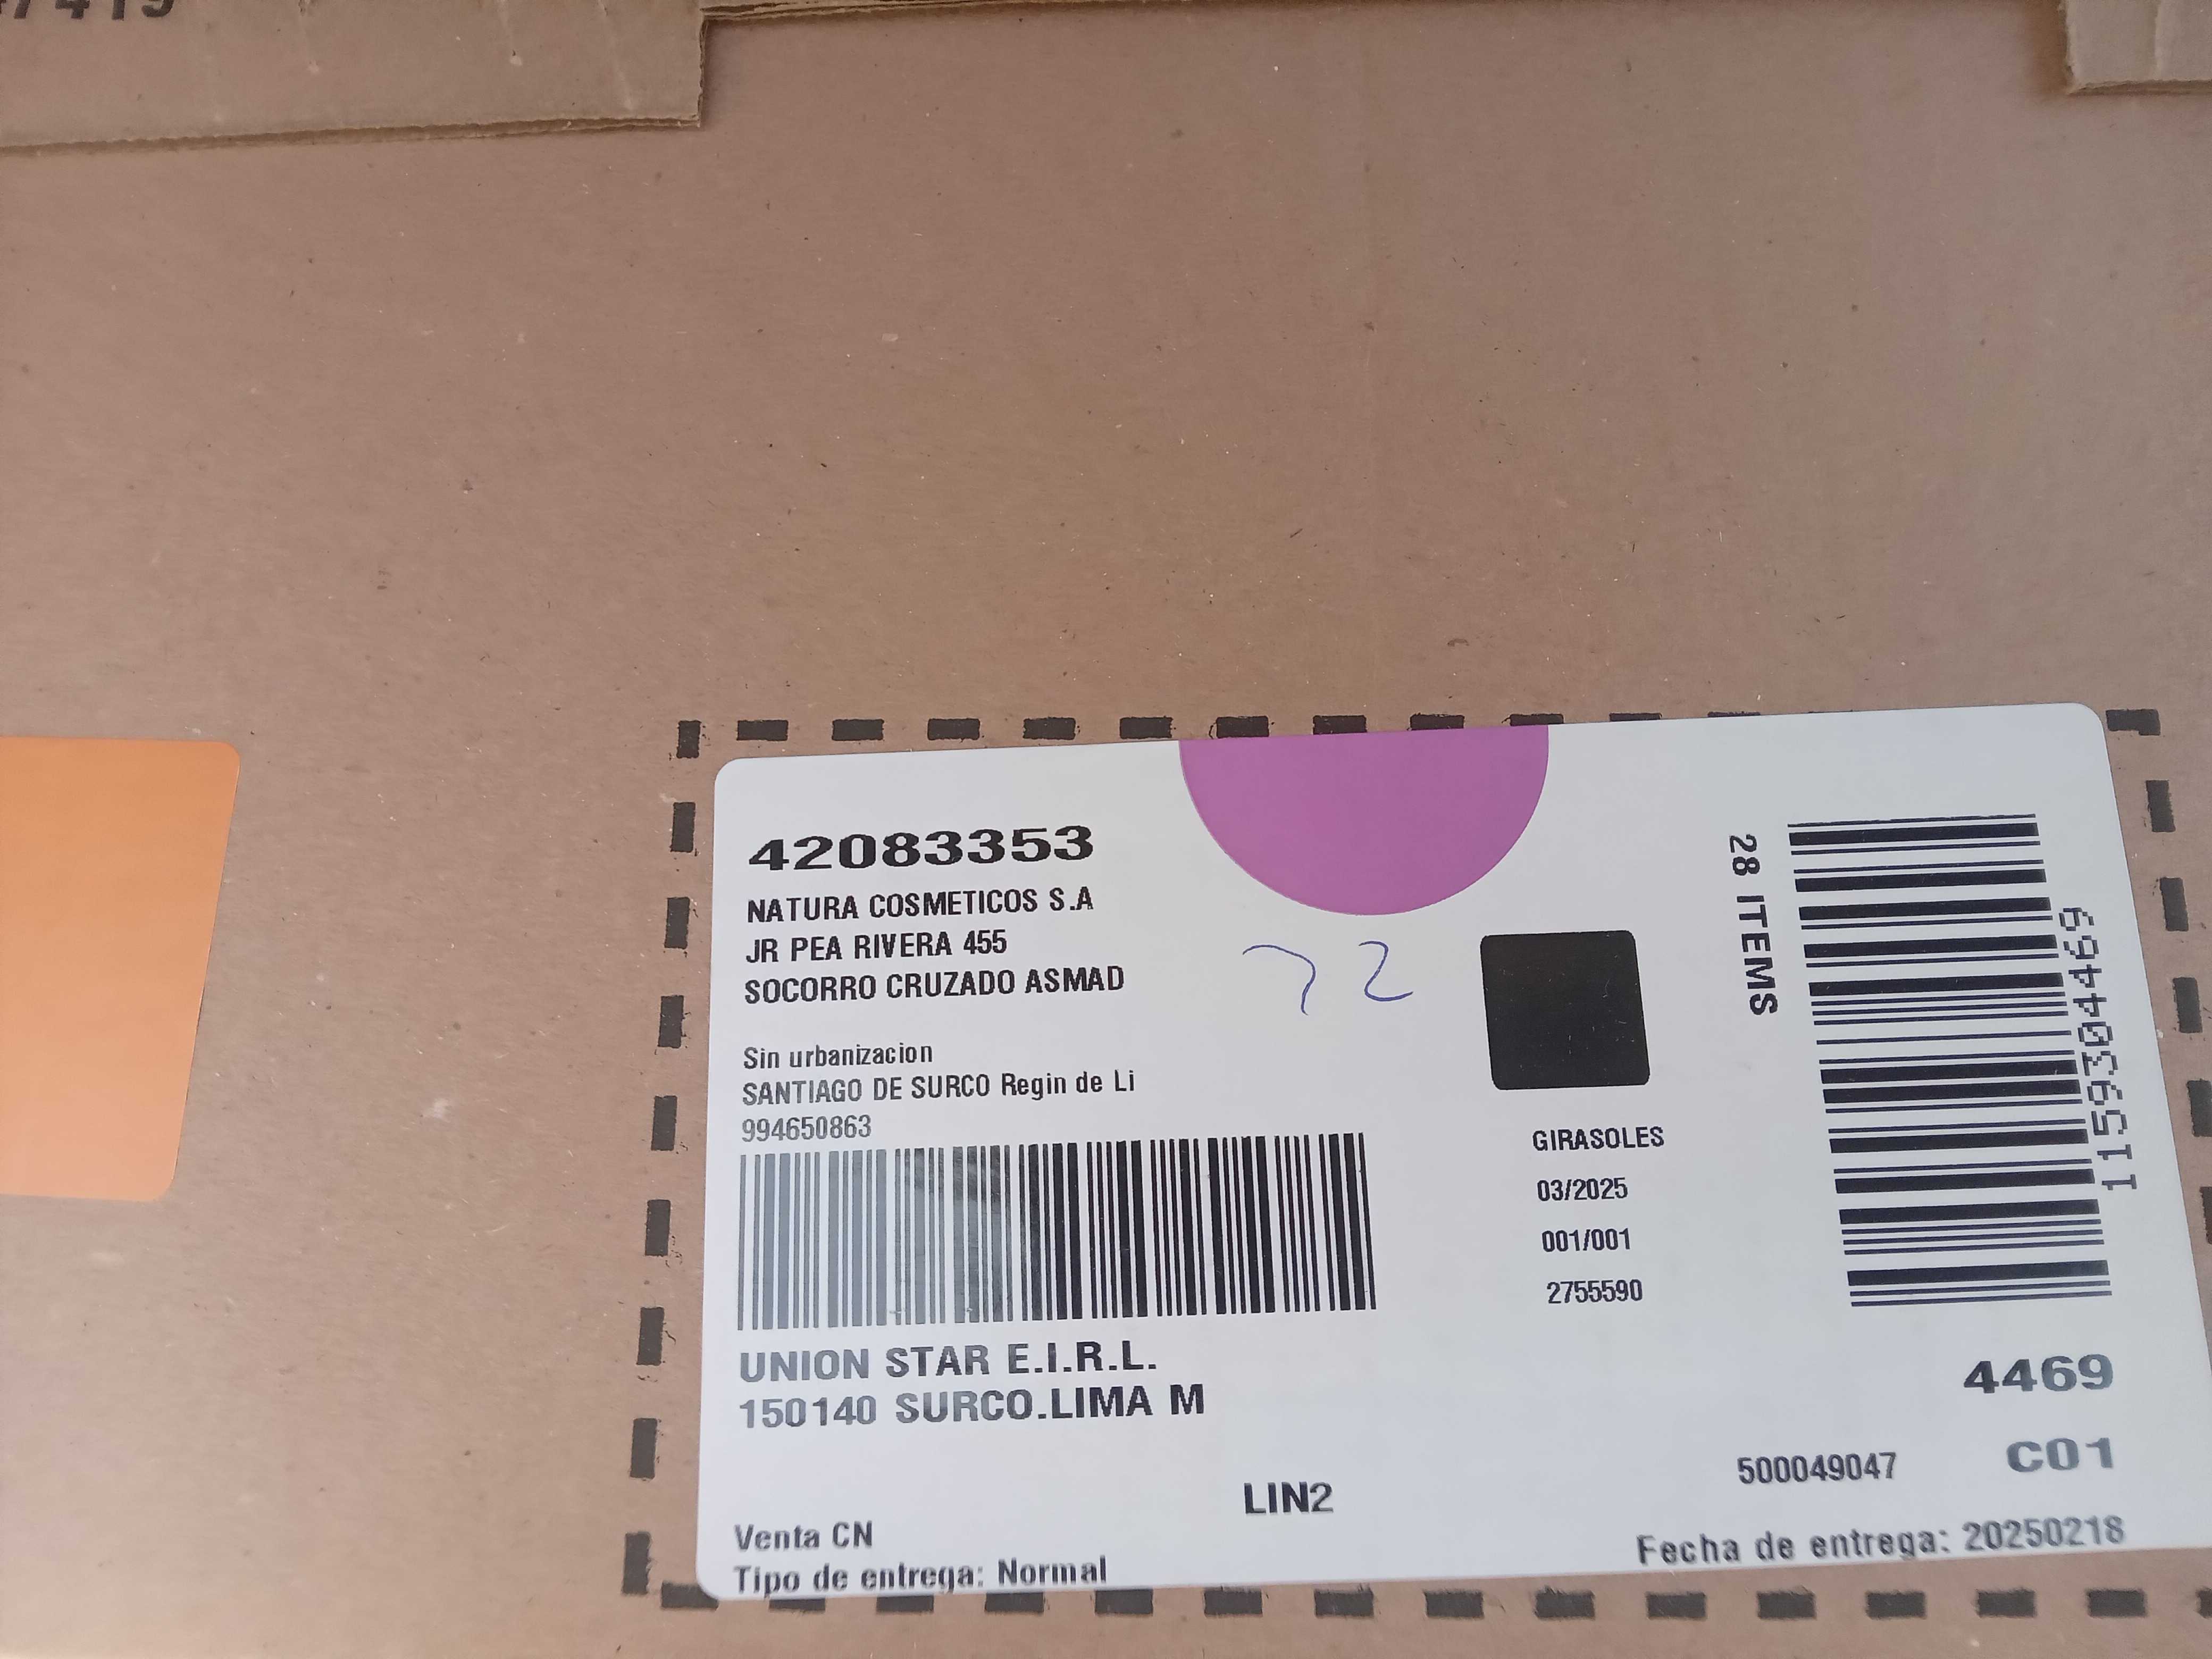 42083353
NATURA COSMETICOS S.A
JR PEA RIVERA 455
SOCORRO CRUZADO ASMAD
72
Sin urbanizacion
SANTIAGO DE SURCO Regin de Li
994650863
UNION STAR E.I.R.L.
150140 SURCO.LIMA M
LIN2
Venta CN
Tipo de entrega: Normal
GIRASOLES
03/2025
001/001
2755590
28 ITEMS
1159304469
4469
500049047 C01
Fecha de entrega: 20250218